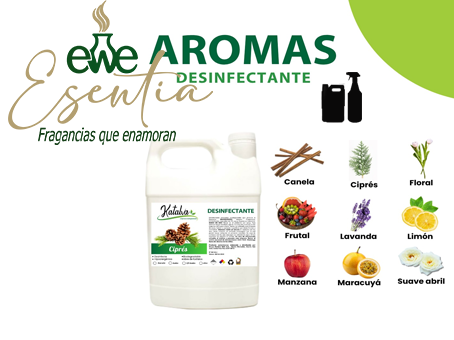 ewe
AROMAS
DESINFECTANTE
Esentia
Fragancias que enamoran
Canela
Ciprés
Floral
Frutal
Lavanda
Limón
Manzana
Maracuyá
Suave abril
Katalia
DESINFECTANTE
Ciprés